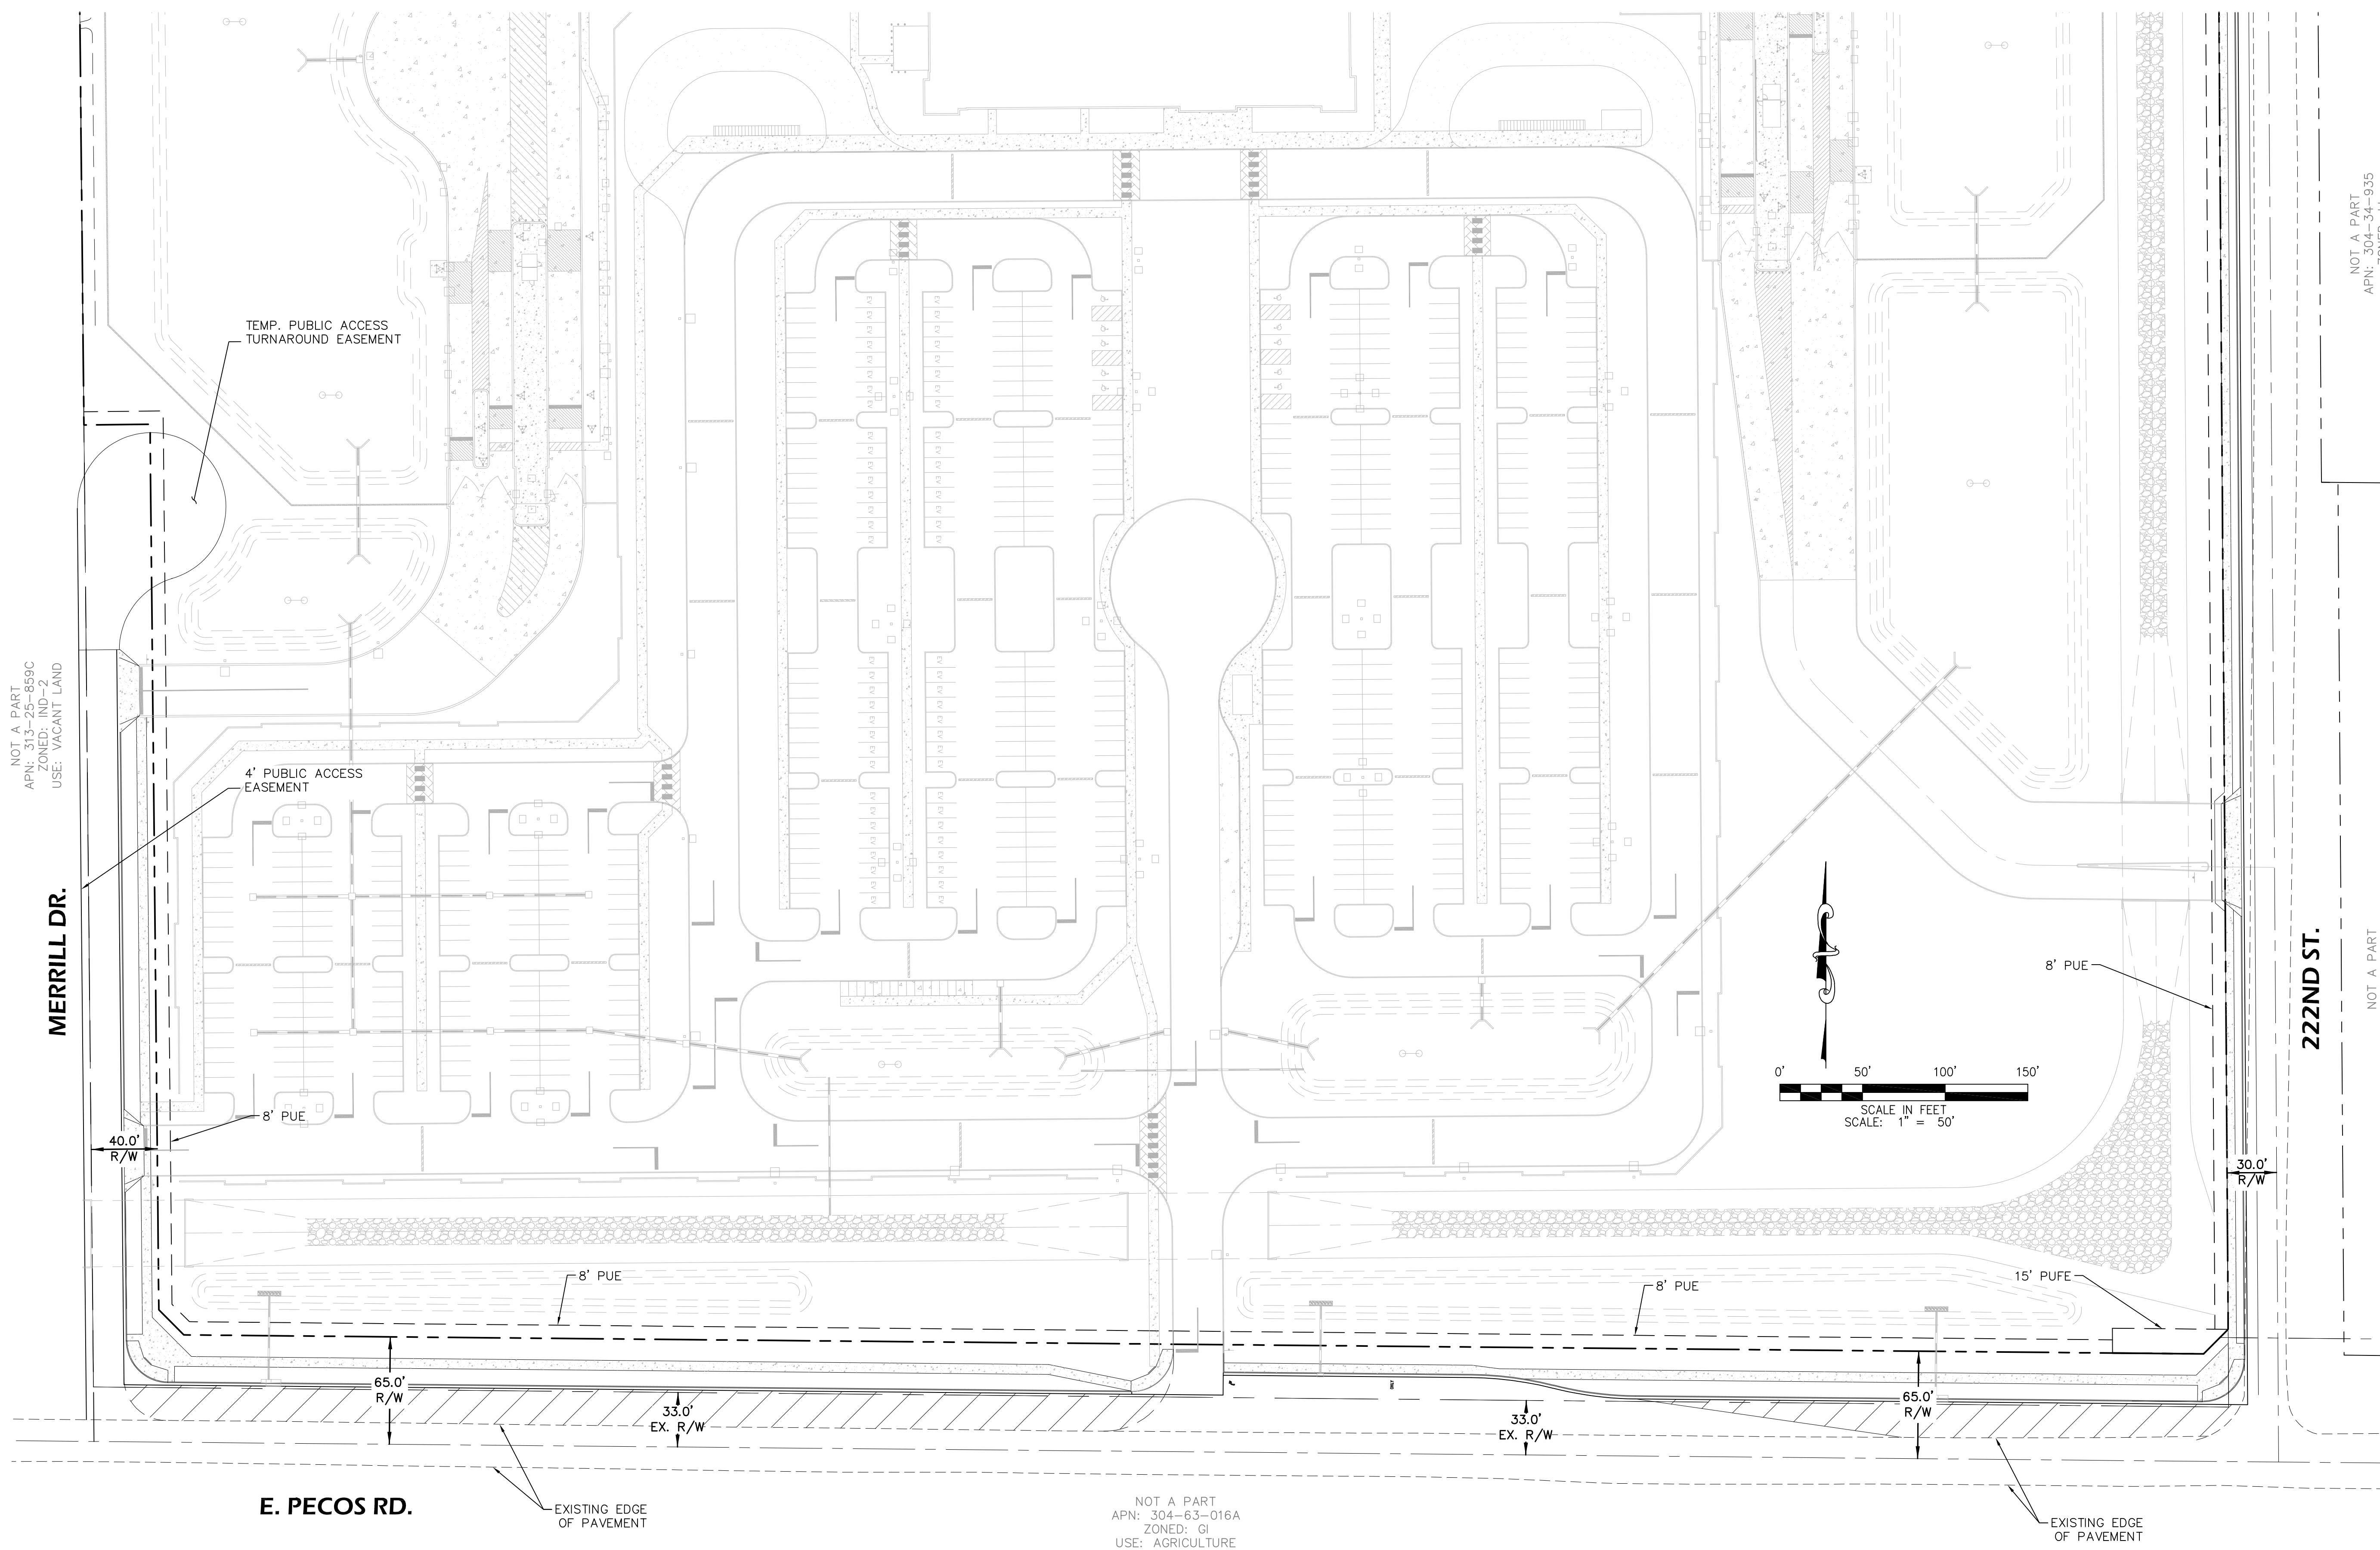 TEMP. PUBLIC ACCESS
TURNAROUND EASEMENT
NOT A PART
APN: 304-34-935
NOT A PART
APN: 313-25-859C
ZONED: IND-2
USE: VACANT LAND
4' PUBLIC ACCESS
EASEMENT
MERRILL DR.
8' PUE
40.0'
R/W
8' PUE
222ND ST.
NOT A PART
0' 50' 100' 150'
SCALE IN FEET
SCALE: 1" = 50'
30.0'
R/W
8' PUE
8' PUE
15' PUFE
65.0'
R/W
33.0'
EX. R/W
33.0'
EX. R/W
65.0'
R/W
E. PECOS RD.
EXISTING EDGE
OF PAVEMENT
NOT A PART
APN: 304-63-016A
ZONED: GI
USE: AGRICULTURE
EXISTING EDGE
OF PAVEMENT